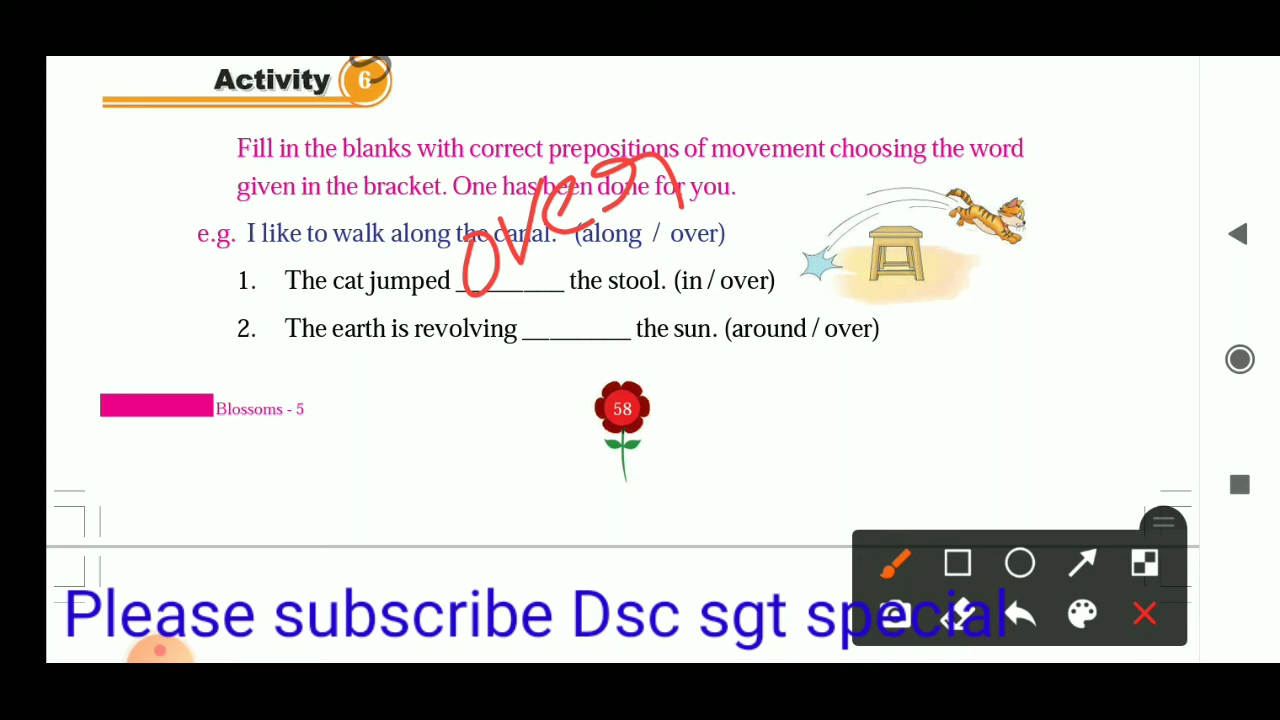 Activity 6
Fill in the blanks with correct prepositions of movement choosing the word
given in the bracket. One has been done for you.
e.g. I like to walk along the canal. (along / over)
over
1. The cat jumped ________ the stool. (in / over)
2. The earth is revolving ________ the sun. (around / over)
Blossoms - 5
58
Please subscribe Dsc sgt special